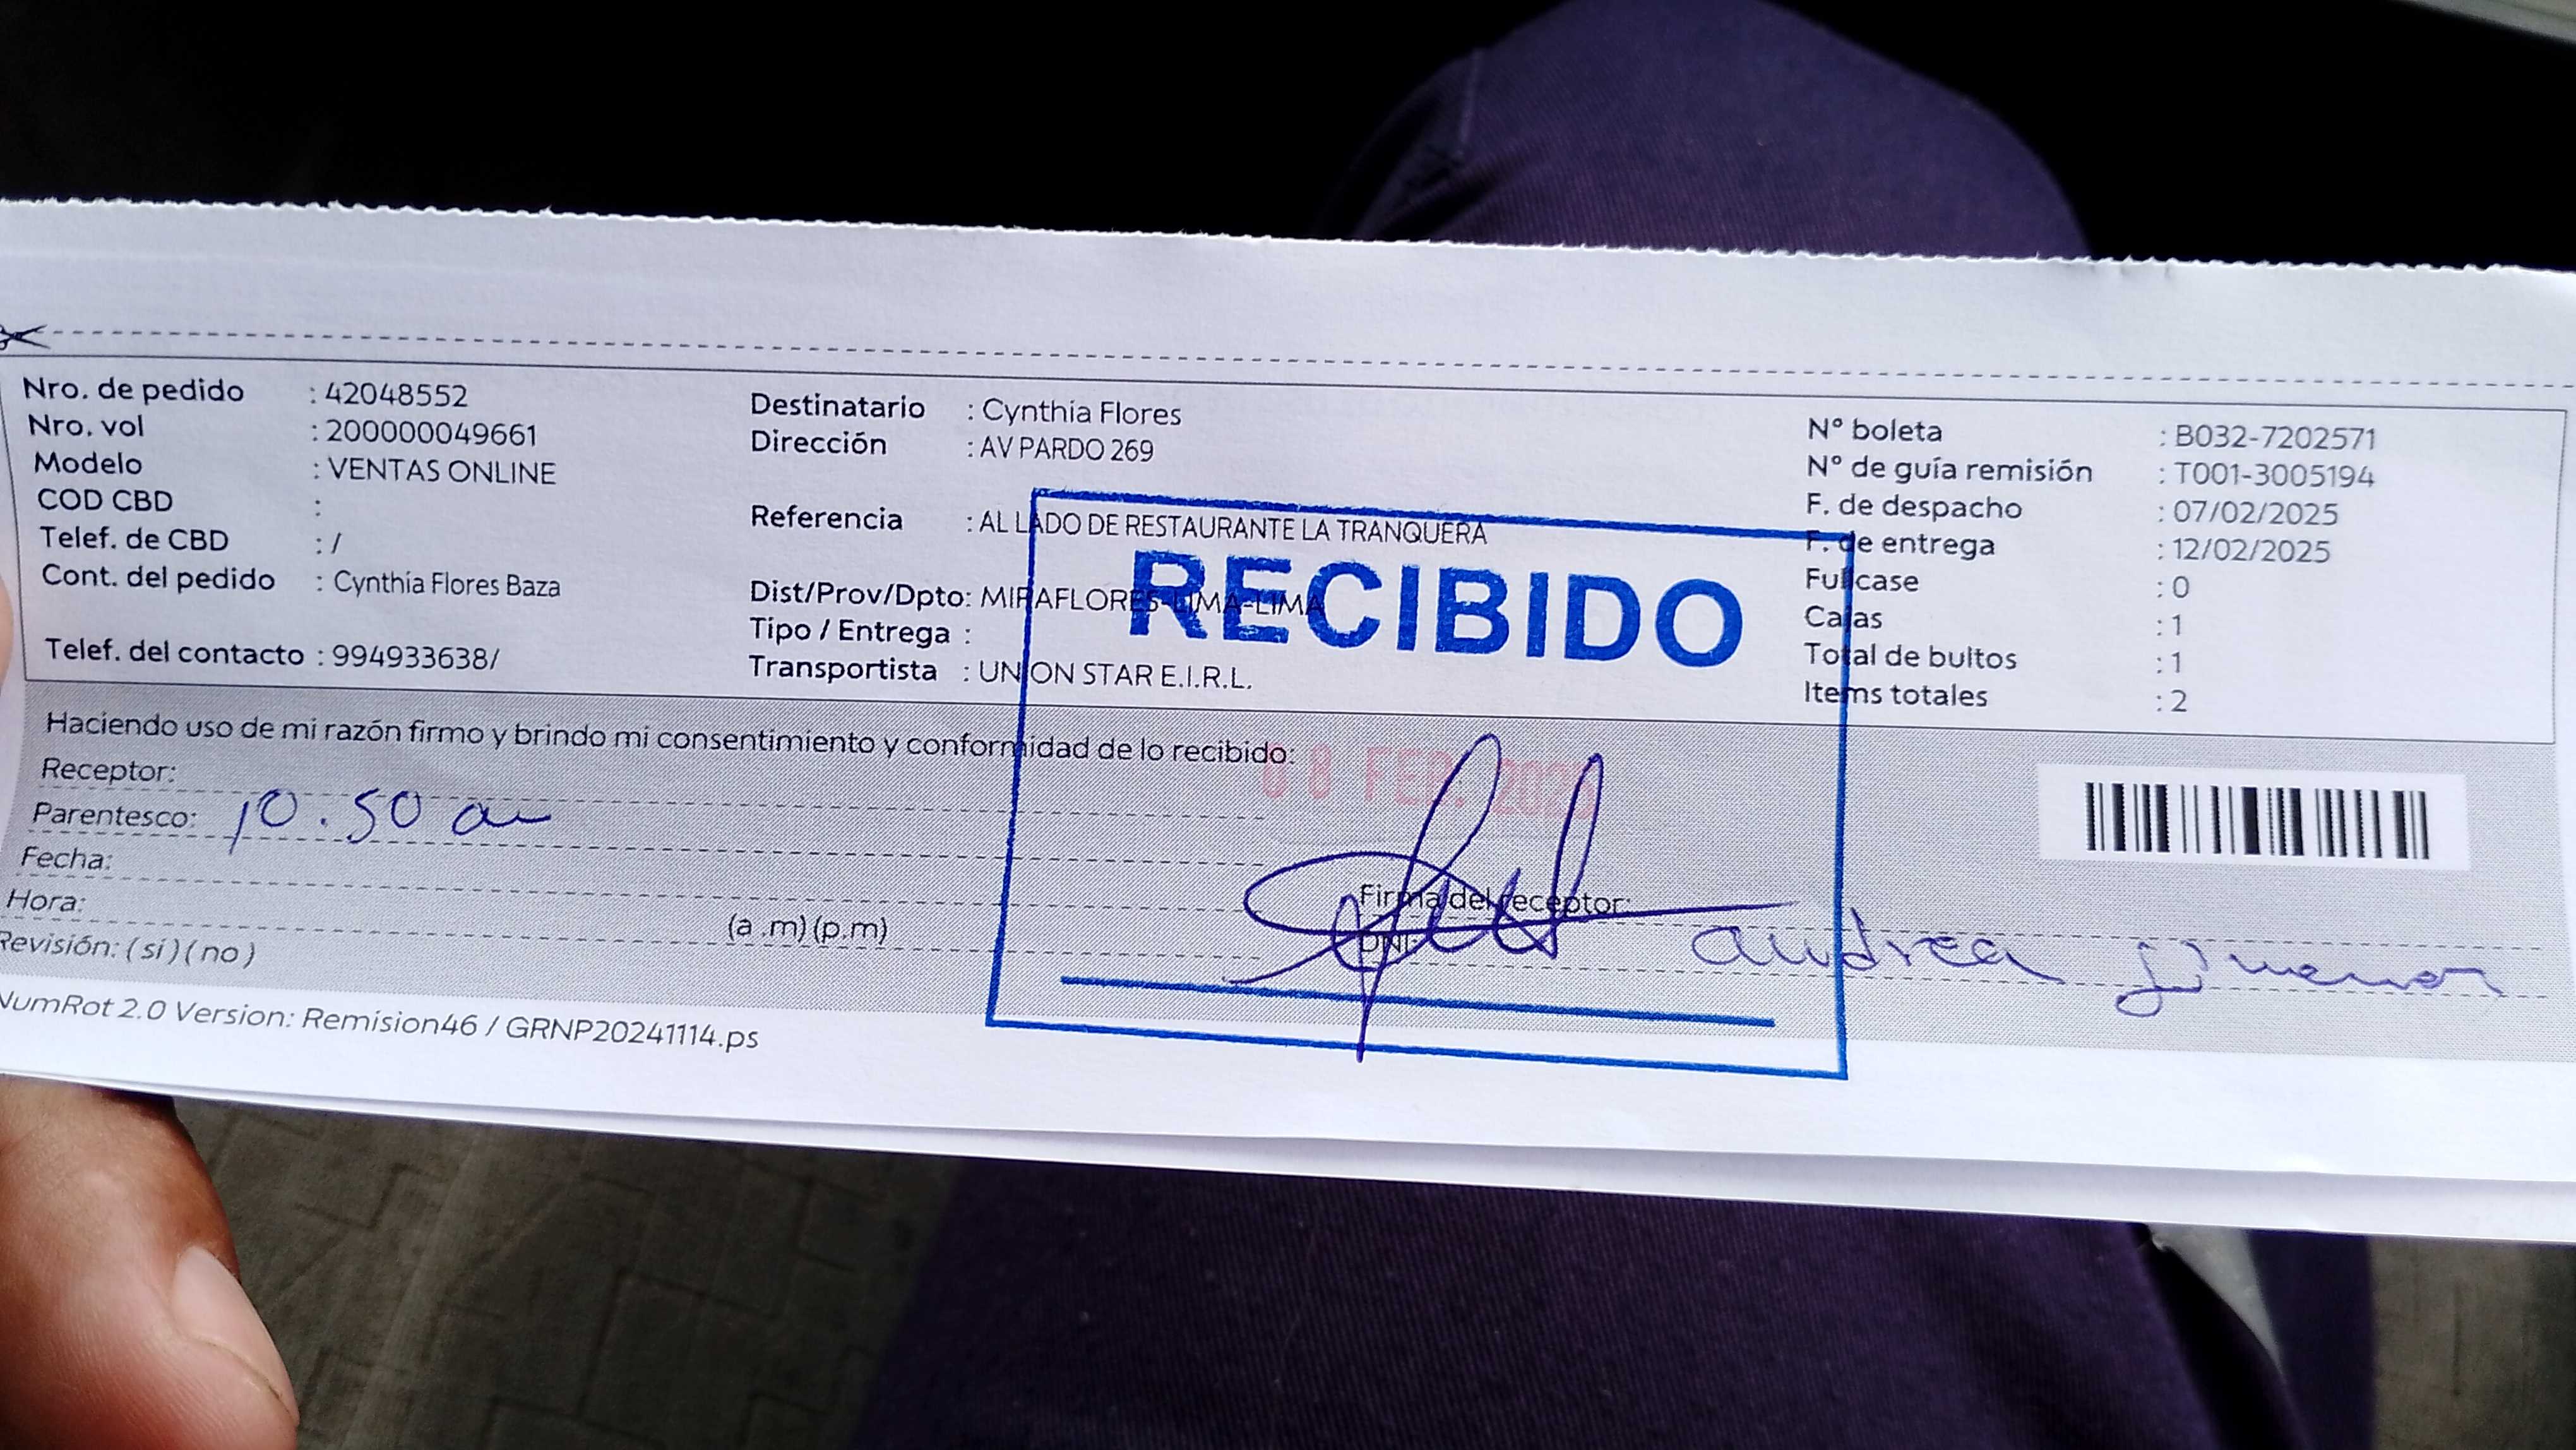 Nro. de pedido : 42048552
Nro. vol : 200000049661
Modelo : VENTAS ONLINE
COD CBD :
Telef. de CBD : /
Cont. del pedido : Cynthia Flores Baza
Telef. del contacto : 994933638/
Destinatario : Cynthia Flores
Dirección : AV PARDO 269
Referencia : AL LADO DE RESTAURANTE LA TRANQUERA
Dist/Prov/Dpto: MIRAFLORES-LIMA-LIMA
Tipo / Entrega :
Transportista : UNION STAR E.I.R.L.
N° boleta : B032-7202571
N° de guía remisión : T001-3005194
F. de despacho : 07/02/2025
F. de entrega : 12/02/2025
Fullcase : 0
Cajas : 1
Total de bultos : 1
Items totales : 2
RECIBIDO
Haciendo uso de mi razón firmo y brindo mi consentimiento y conformidad de lo recibido:
08 FEB. 2025
Receptor:
Parentesco: 10.50 am
Fecha:
Hora: (a .m) (p.m)
Revisión: ( si ) ( no )
Firma del receptor:
DNI:
andrea jimenez
NumRot 2.0 Version: Remision46 / GRNP20241114.ps